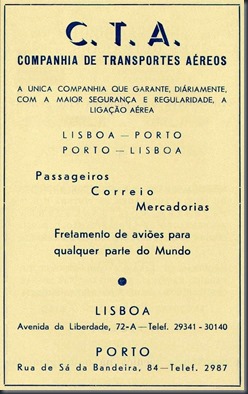 C. T. A.
COMPANHIA DE TRANSPORTES AÉREOS
A UNICA COMPANHIA QUE GARANTE, DIÁRIAMENTE,
COM A MAIOR SEGURANÇA E REGULARIDADE, A
LIGAÇÃO AÉREA
LISBOA — PORTO
PORTO — LISBOA
Passageiros
Correio
Mercadorias
Fretamento de aviões para
qualquer parte do Mundo
LISBOA
Avenida da Liberdade, 72-A — Telef. 29341 - 30140
PORTO
Rua de Sá da Bandeira, 84 — Telef. 2987